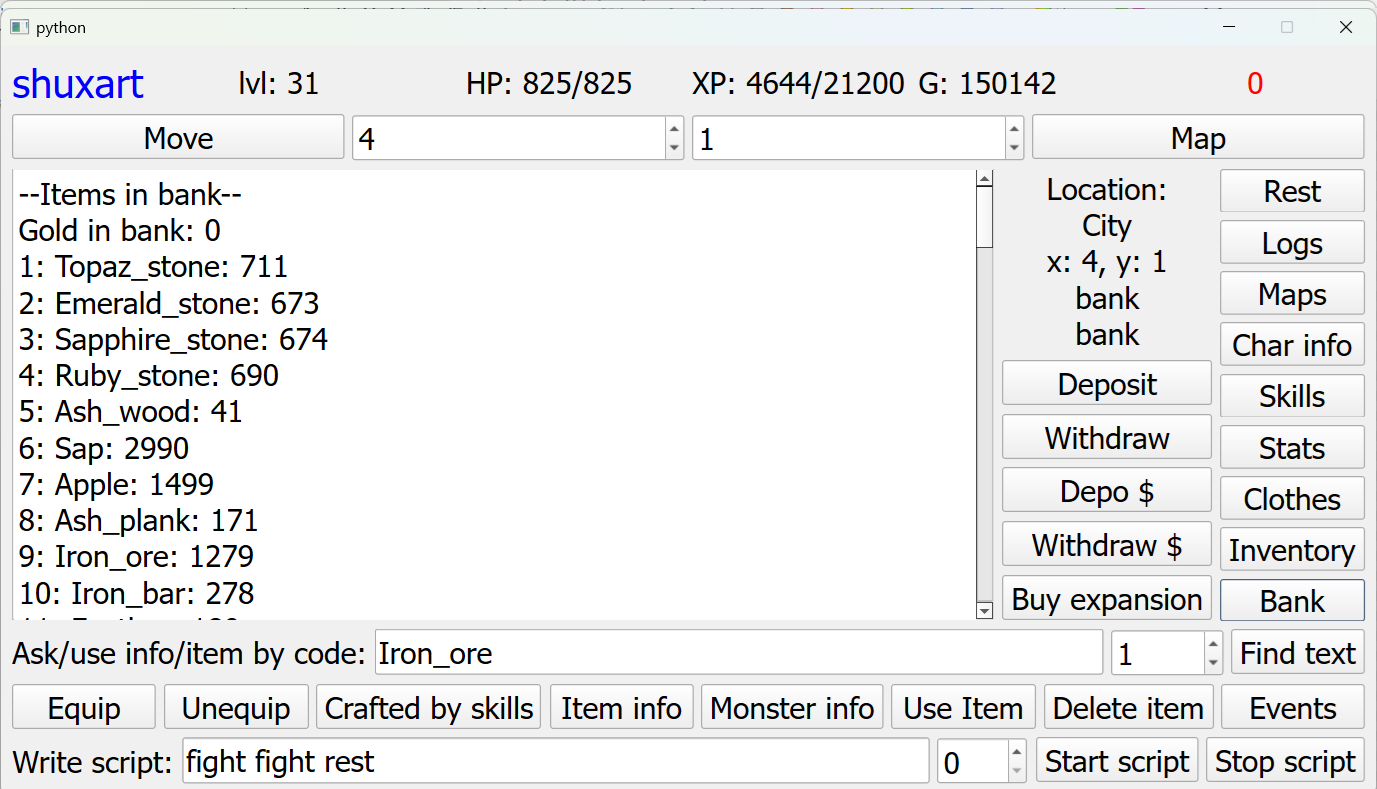 python
shuxart lvl: 31 HP: 825/825 XP: 4644/21200 G: 150142 0
Move 4 1 Map
--Items in bank--
Gold in bank: 0
1: Topaz_stone: 711
2: Emerald_stone: 673
3: Sapphire_stone: 674
4: Ruby_stone: 690
5: Ash_wood: 41
6: Sap: 2990
7: Apple: 1499
8: Ash_plank: 171
9: Iron_ore: 1279
10: Iron_bar: 278
Location:
City
x: 4, y: 1
bank
bank
Deposit
Withdraw
Depo $
Withdraw $
Buy expansion
Rest
Logs
Maps
Char info
Skills
Stats
Clothes
Inventory
Bank
Ask/use info/item by code: Iron_ore 1 Find text
Equip Unequip Crafted by skills Item info Monster info Use Item Delete item Events
Write script: fight fight rest 0 Start script Stop script